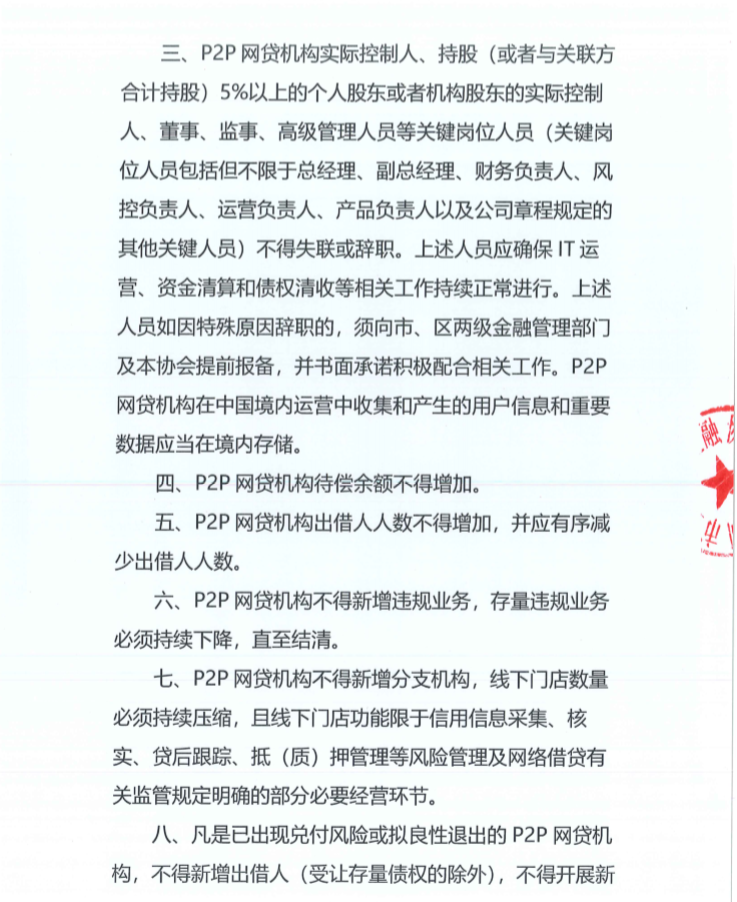 三、P2P 网贷机构实际控制人、持股（或者与关联方
合计持股）5%以上的个人股东或者机构股东的实际控制
人、董事、监事、高级管理人员等关键岗位人员（关键岗
位人员包括但不限于总经理、副总经理、财务负责人、风
控负责人、运营负责人、产品负责人以及公司章程规定的
其他关键人员）不得失联或辞职。上述人员应确保 IT 运
营、资金清算和债权清收等相关工作持续正常进行。上述
人员如因特殊原因辞职的，须向市、区两级金融管理部门
及本协会提前报备，并书面承诺积极配合相关工作。P2P
网贷机构在中国境内运营中收集和产生的用户信息和重要
数据应当在境内存储。
四、P2P 网贷机构待偿余额不得增加。
五、P2P 网贷机构出借人人数不得增加，并应有序减
少出借人人数。
六、P2P 网贷机构不得新增违规业务，存量违规业务
必须持续下降，直至结清。
七、P2P 网贷机构不得新增分支机构，线下门店数量
必须持续压缩，且线下门店功能限于信用信息采集、核
实、贷后跟踪、抵（质）押管理等风险管理及网络借贷有
关监管规定明确的部分必要经营环节。
八、凡是已出现兑付风险或拟良性退出的 P2P 网贷机
构，不得新增出借人（受让存量债权的除外），不得开展新
融
市